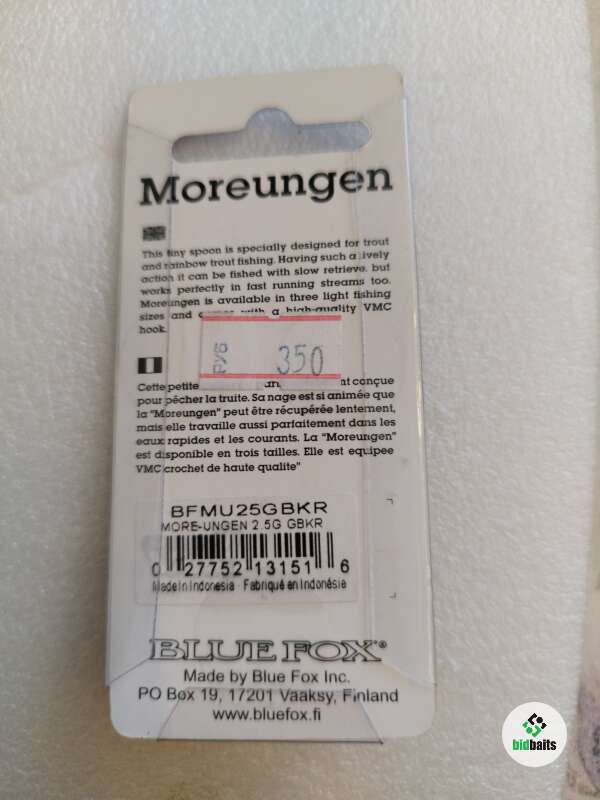 Moreungen
This tiny spoon is specially designed for trout
and rainbow trout fishing. Having such a lively
action it can be fished with slow retrieve, but
works perfectly in fast running streams too.
Moreungen is available in three light fishing
sizes and comes with a high-quality VMC
hook.
руб 350
Cette petite conçue
pour pêcher la truite. Sa nage est si animée que
la "Moreungen" peut être récupérée lentement,
mais elle travaille aussi parfaitement dans les
eaux rapides et les courants. La "Moreungen"
est disponible en trois tailles. Elle est equipee
VMC crochet de haute qualite"
BFMU25GBKR
MORE-UNGEN 2.5G GBKR
0 27752 13151 6
Made in Indonesia Fabriqué en Indonésie
BLUE FOX®
Made by Blue Fox Inc.
PO Box 19, 17201 Vaaksy, Finland
www.bluefox.fi
bidbaits